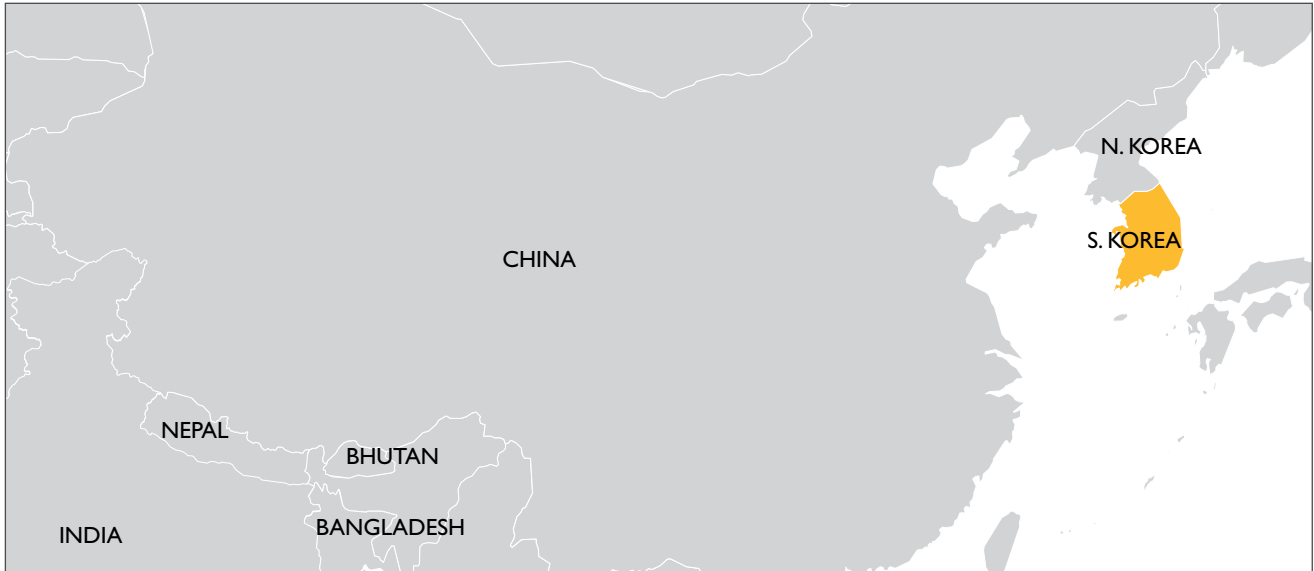 N. KOREA
S. KOREA
CHINA
NEPAL
BHUTAN
BANGLADESH
INDIA